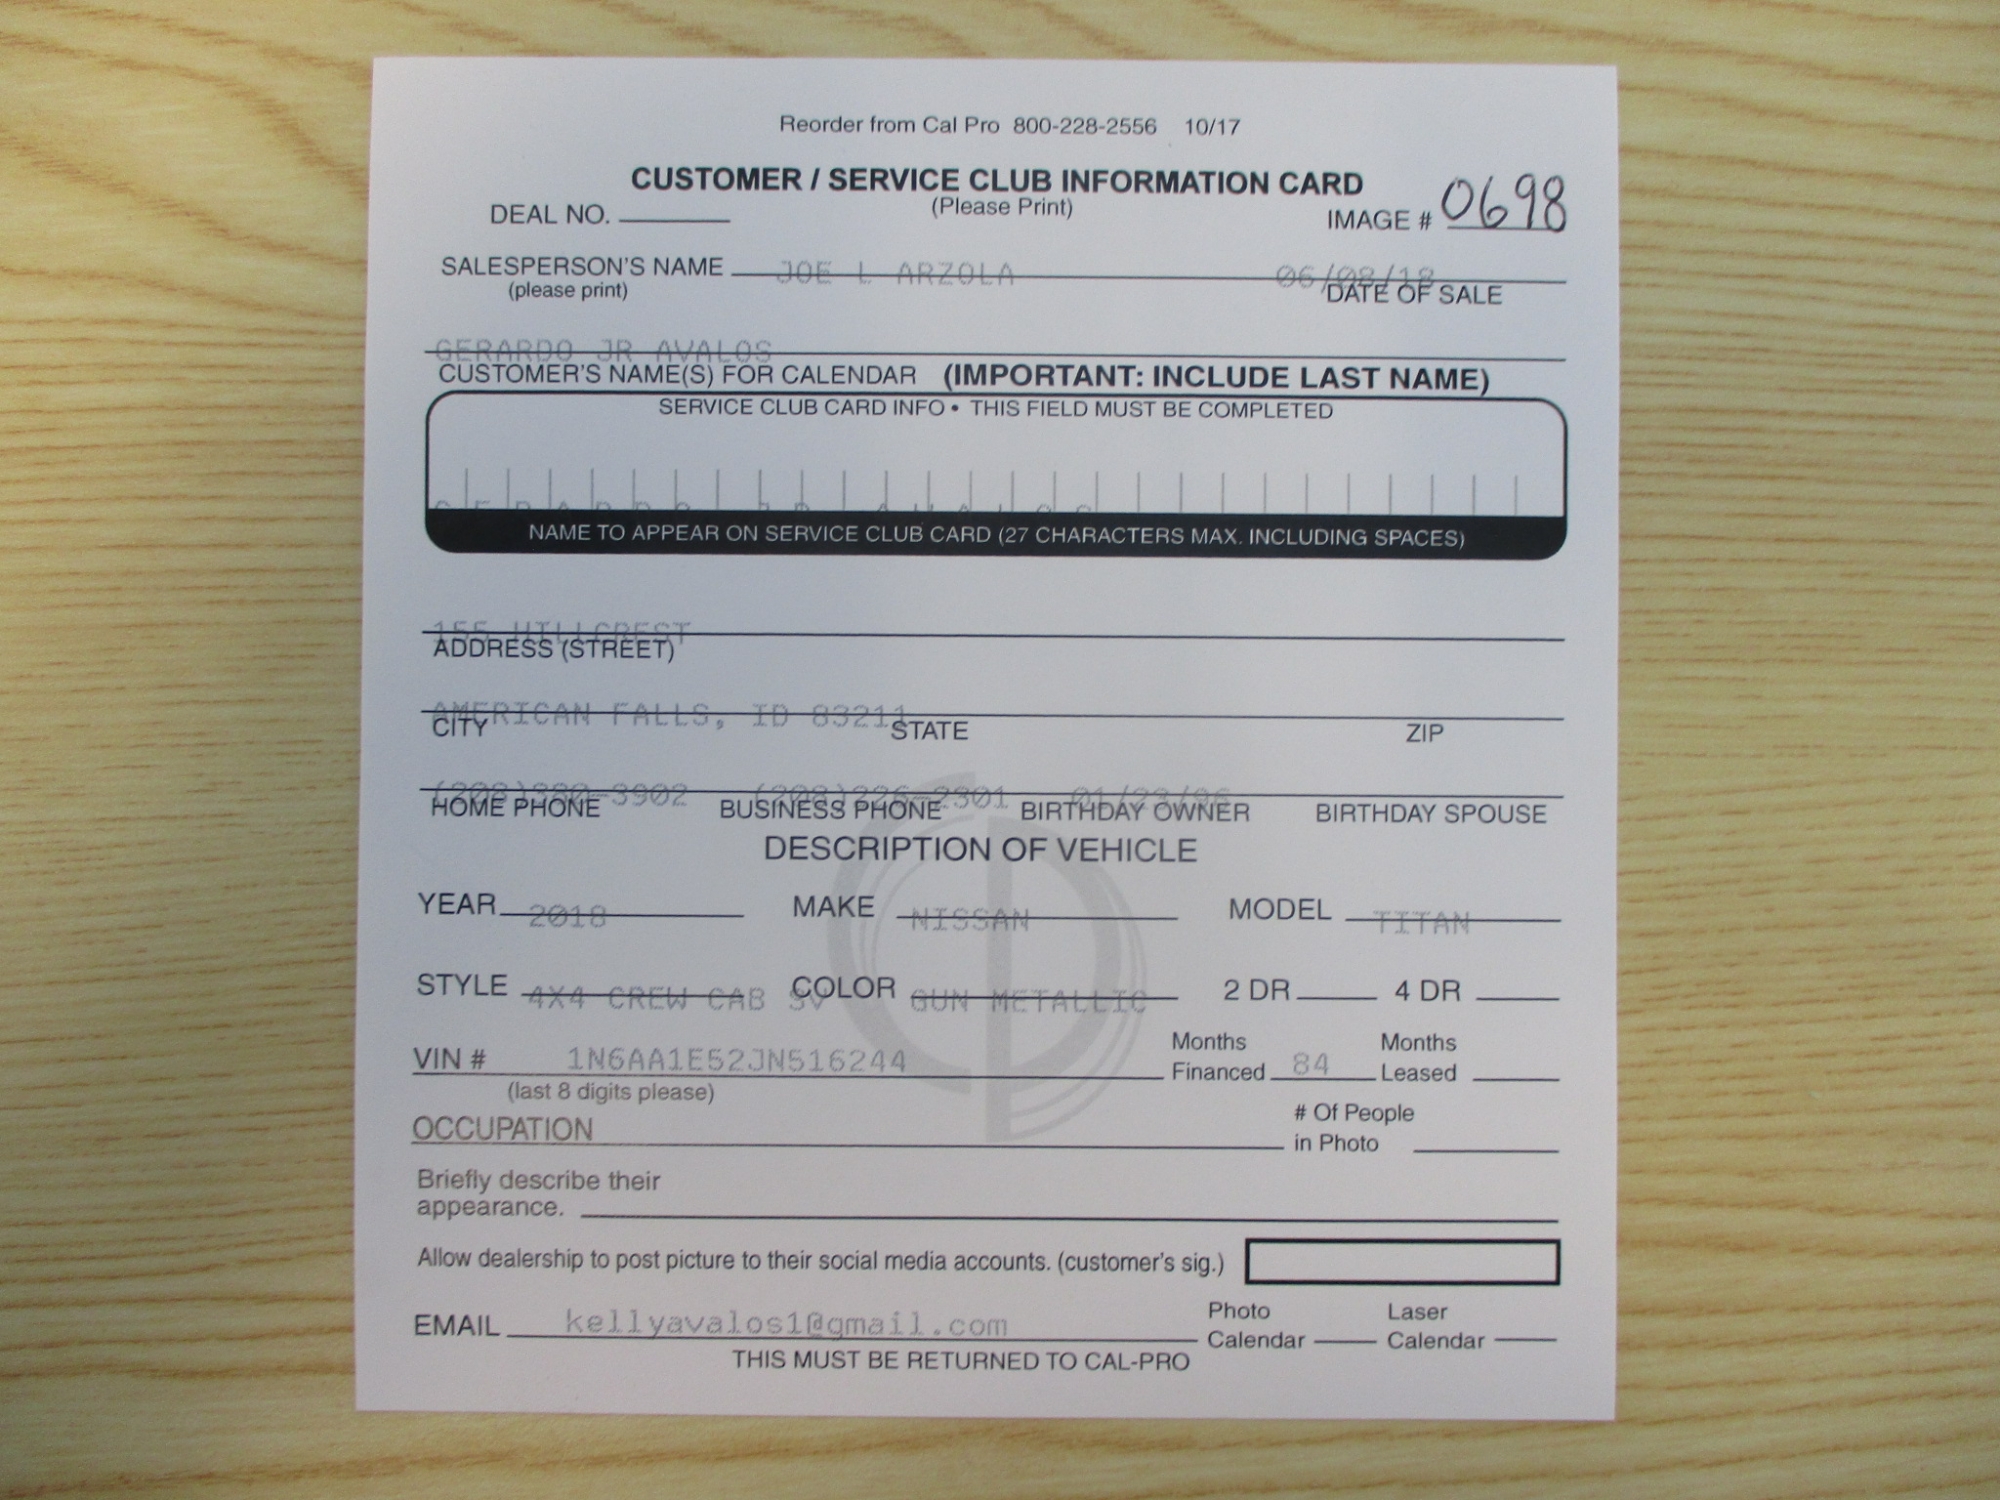 Reorder from Cal Pro 800-228-2556 10/17
CUSTOMER / SERVICE CLUB INFORMATION CARD
(Please Print)
DEAL NO. IMAGE # 0698
SALESPERSON'S NAME JOE L ARZOLA 06/08/18
(please print) DATE OF SALE
GERARDO JR AVALOS
CUSTOMER'S NAME(S) FOR CALENDAR (IMPORTANT: INCLUDE LAST NAME)
SERVICE CLUB CARD INFO • THIS FIELD MUST BE COMPLETED
NAME TO APPEAR ON SERVICE CLUB CARD (27 CHARACTERS MAX. INCLUDING SPACES)
155 HILLCREST
ADDRESS (STREET)
AMERICAN FALLS, ID 83211
CITY STATE ZIP
(208)226-2301
HOME PHONE BUSINESS PHONE BIRTHDAY OWNER BIRTHDAY SPOUSE
DESCRIPTION OF VEHICLE
YEAR 2018 MAKE NISSAN MODEL TITAN
STYLE 4X4 CREW CAB SV COLOR GUN METALLIC 2 DR 4 DR
VIN # 1N6AA1E52JN516244 Months Financed 84 Months Leased
(last 8 digits please)
OCCUPATION # Of People in Photo
Briefly describe their
appearance.
Allow dealership to post picture to their social media accounts. (customer's sig.)
EMAIL kellyavalos1@gmail.com Photo Calendar Laser Calendar
THIS MUST BE RETURNED TO CAL-PRO